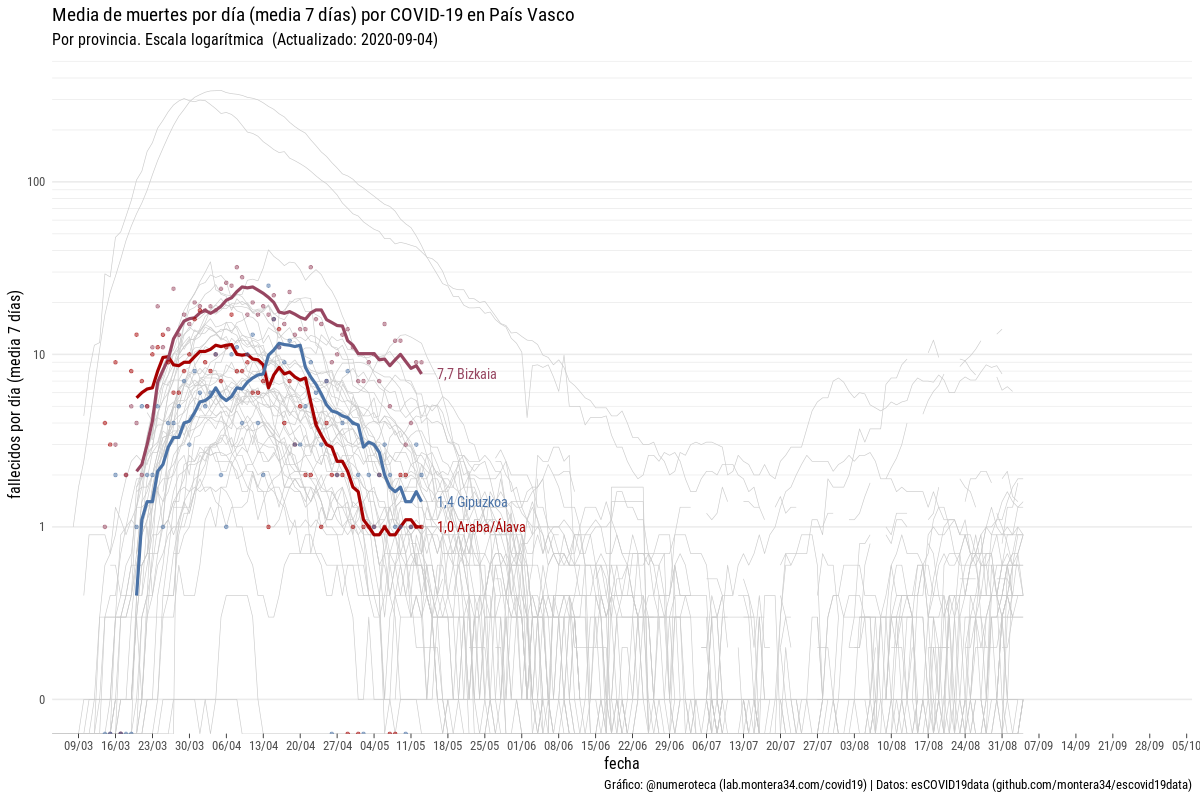 Media de muertes por día (media 7 días) por COVID-19 en País Vasco
Por provincia. Escala logarítmica (Actualizado: 2020-09-04)
fallecidos por día (media 7 días)
100
10
1
0
7,7 Bizkaia
1,4 Gipuzkoa
1,0 Araba/Álava
09/03 16/03 23/03 30/03 06/04 13/04 20/04 27/04 04/05 11/05 18/05 25/05 01/06 08/06 15/06 22/06 29/06 06/07 13/07 20/07 27/07 03/08 10/08 17/08 24/08 31/08 07/09 14/09 21/09 28/09 05/10
fecha
Gráfico: @numeroteca (lab.montera34.com/covid19) | Datos: esCOVID19data (github.com/montera34/escovid19data)